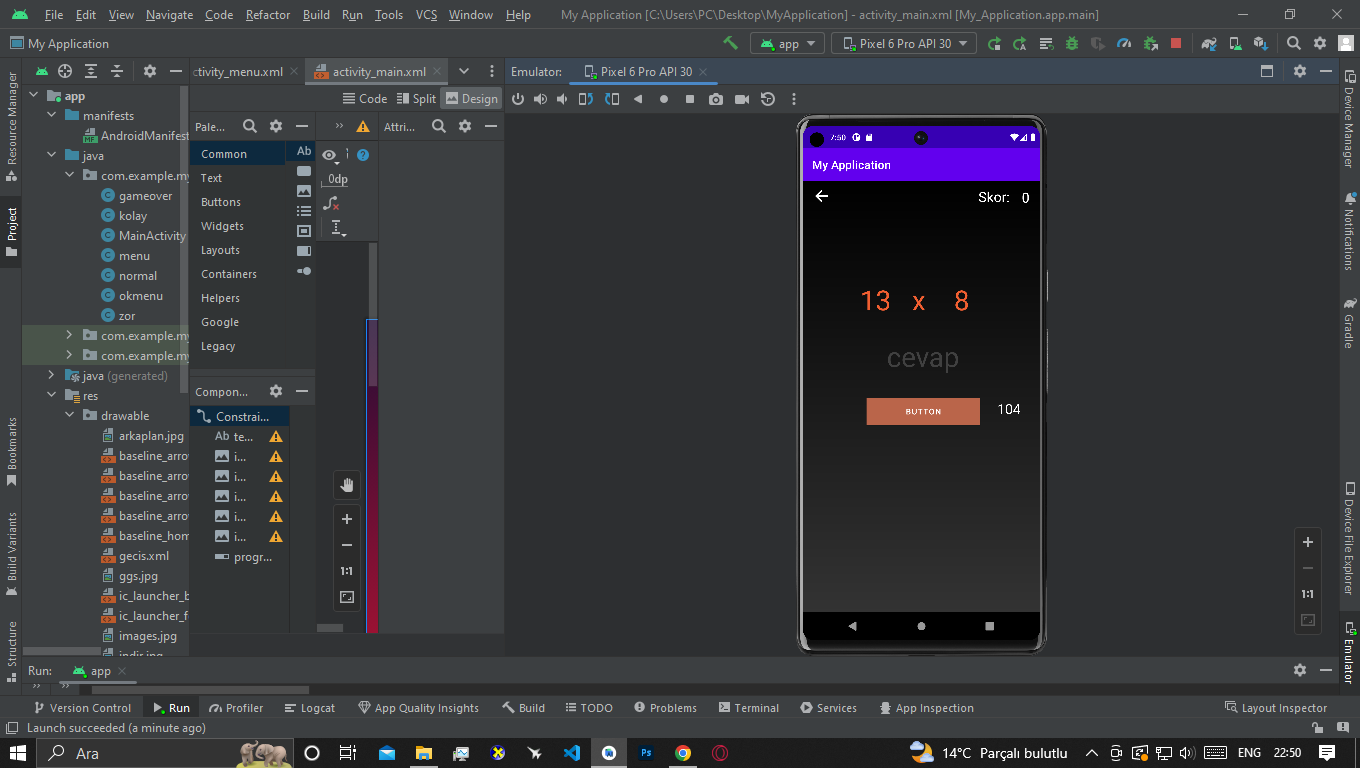 File Edit View Navigate Code Refactor Build Run Tools VCS Window Help My Application [C:\Users\PC\Desktop\MyApplication] - activity_main.xml [My_Application.app.main]
My Application app Pixel 6 Pro API 30
ctivity_menu.xml activity_main.xml Emulator: Pixel 6 Pro API 30
Code Split Design
Resource Manager
Project
Bookmarks
Build Variants
Structure
app
manifests
AndroidManifest
java
com.example.my
gameover
kolay
MainActivity
menu
normal
okmenu
zor
com.example.my
com.example.my
java (generated)
res
drawable
arkaplan.jpg
baseline_arro
baseline_arro
baseline_arro
baseline_arro
baseline_hom
gecis.xml
ggs.jpg
ic_launcher_b
ic_launcher_f
images.jpg
indir.jpg
Pale...
Common
Text
Buttons
Widgets
Layouts
Containers
Helpers
Google
Legacy
Ab
Compon...
Constrai...
Ab te...
i...
i...
i...
i...
i...
progr...
0dp
1:1
Attri...
7:50
My Application
Skor: 0
13 x 8
cevap
BUTTON 104
1:1
Device Manager
Notifications
Gradle
Device File Explorer
Emulator
Run: app
Version Control Run Profiler Logcat App Quality Insights Build TODO Problems Terminal Services App Inspection Layout Inspector
Launch succeeded (a minute ago)
Ara Ps 14°C Parçalı bulutlu ENG 22:50